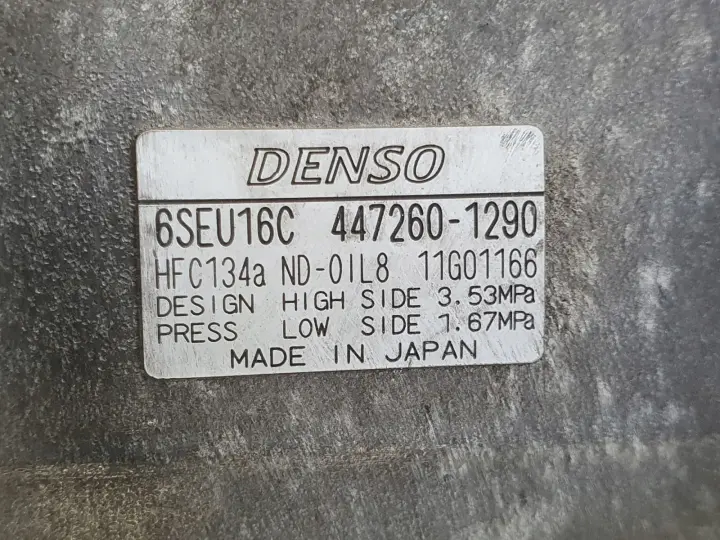 DENSO
6SEU16C 447260-1290
HFC134a ND-OIL8 11G01166
DESIGN HIGH SIDE 3.53MPa
PRESS LOW SIDE 1.67MPa
MADE IN JAPAN